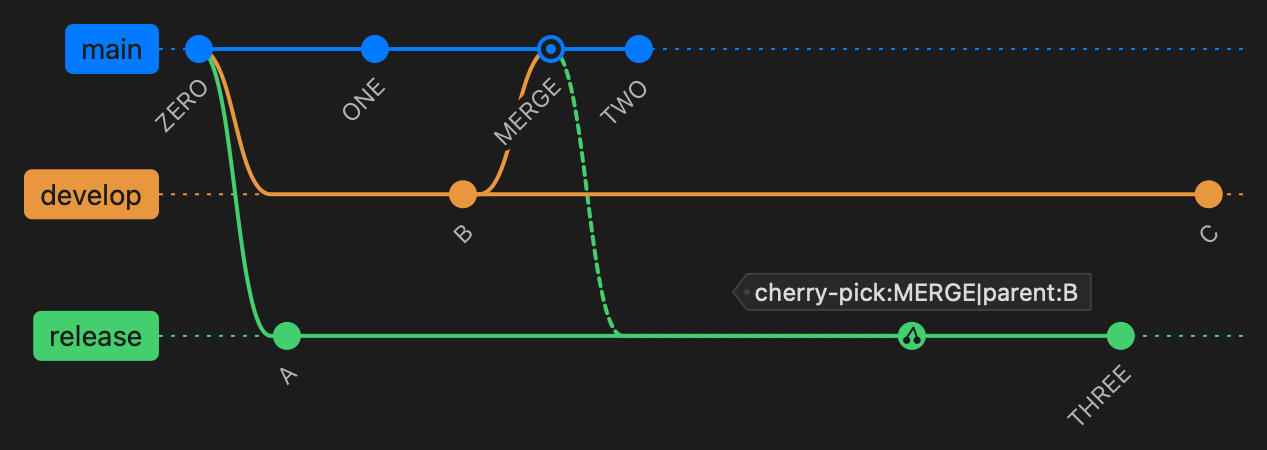 main
ZERO
ONE
MERGE
TWO
develop
B
C
cherry-pick:MERGE|parent:B
release
A
THREE